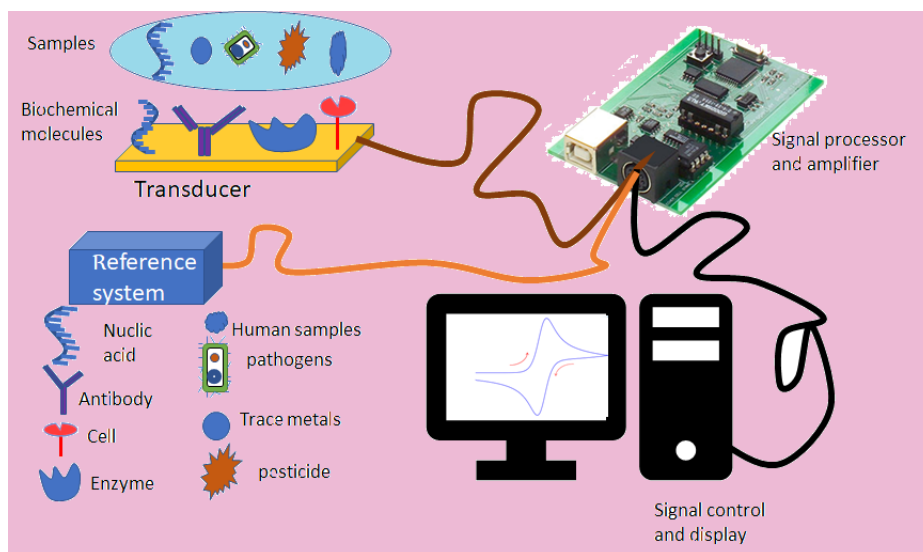 Samples
Biochemical
molecules
Transducer
Signal processor
and amplifier
Reference
system
Nuclic
acid
Antibody
Cell
Enzyme
Human samples
pathogens
Trace metals
pesticide
Signal control
and display